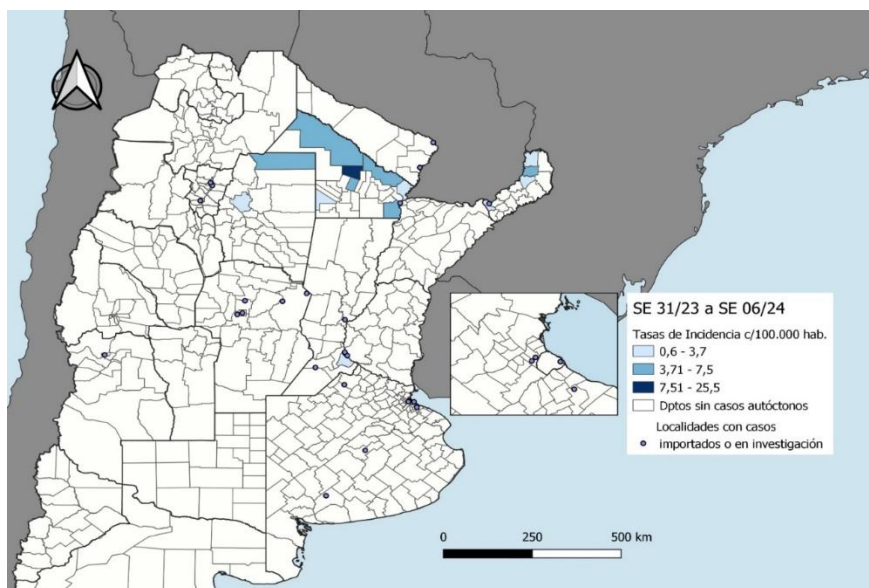 SE 31/23 a SE 06/24
Tasas de Incidencia c/100.000 hab.
0,6 - 3,7
3,71 - 7,5
7,51 - 25,5
Dptos sin casos autóctonos
Localidades con casos
importados o en investigación
0 250 500 km